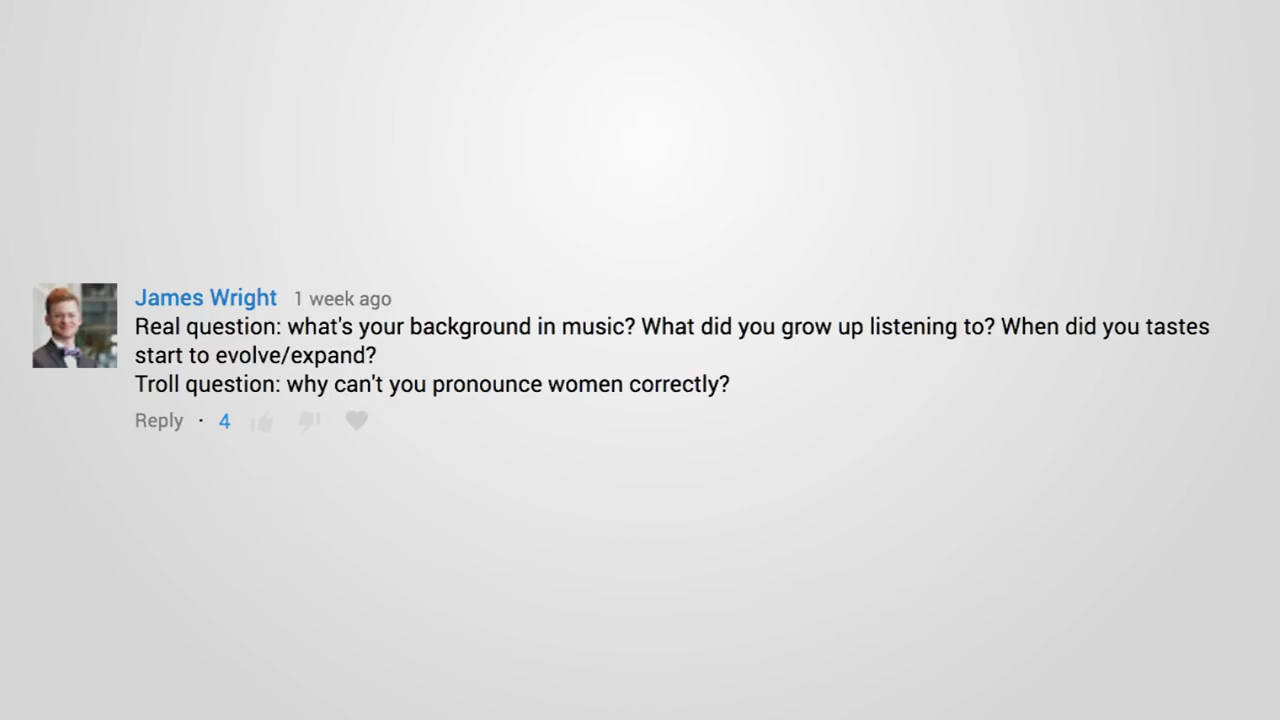 James Wright 1 week ago
Real question: what's your background in music? What did you grow up listening to? When did you tastes
start to evolve/expand?
Troll question: why can't you pronounce women correctly?
Reply · 4